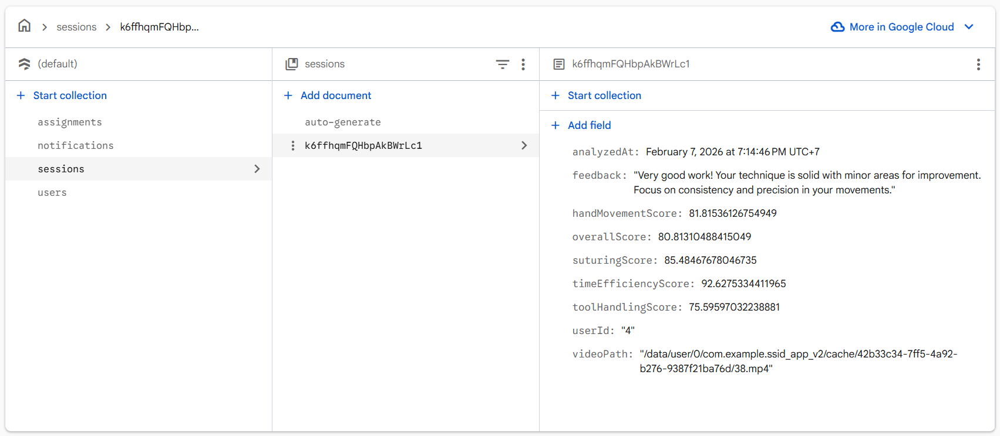 sessions
k6ffhqmFQHbp...
More in Google Cloud
(default)
sessions
k6ffhqmFQHbpAkBWrLc1
+ Start collection
+ Add document
+ Start collection
assignments
notifications
sessions
users
auto-generate
k6ffhqmFQHbpAkBWrLc1
+ Add field
analyzedAt: February 7, 2026 at 7:14:46 PM UTC+7
feedback: "Very good work! Your technique is solid with minor areas for improvement.
Focus on consistency and precision in your movements."
handMovementScore: 81.81536126754949
overallScore: 80.81310488415049
suturingScore: 85.48467678046735
timeEfficiencyScore: 92.6275334411965
toolHandlingScore: 75.59597032238881
userId: "4"
videoPath: "/data/user/0/com.example.ssid_app_v2/cache/42b33c34-7ff5-4a92-
b276-9387f21ba76d/38.mp4"